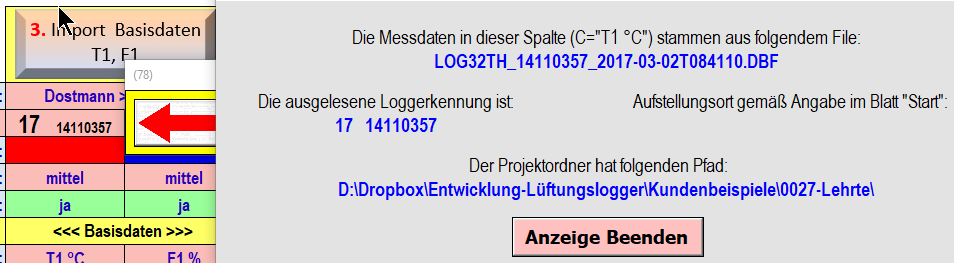 3. Import Basisdaten
T1, F1
(78)
Dostmann >
17 14110357
mittel mittel
ja ja
<<< Basisdaten >>>
T1 °C F1 %
Die Messdaten in dieser Spalte (C="T1 °C") stammen aus folgendem File:
LOG32TH_14110357_2017-03-02T084110.DBF
Die ausgelesene Loggerkennung ist:
17 14110357
Aufstellungsort gemäß Angabe im Blatt "Start":
Der Projektordner hat folgenden Pfad:
D:\Dropbox\Entwicklung-Lüftungslogger\Kundenbeispiele\0027-Lehrte\
Anzeige Beenden